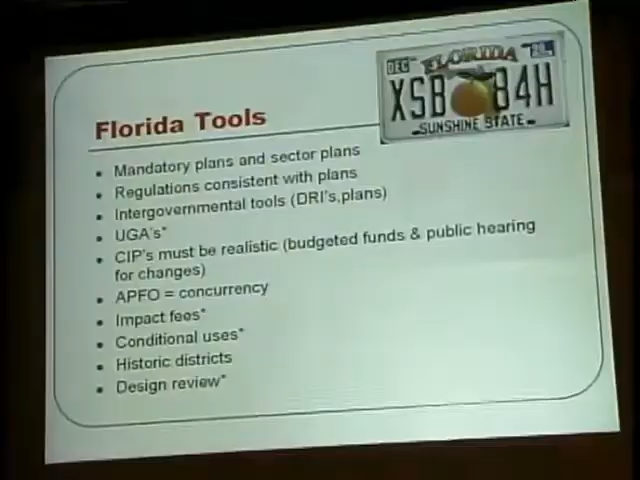 DEC
FLORIDA
XSB 84H
SUNSHINE STATE
Florida Tools
• Mandatory plans and sector plans
• Regulations consistent with plans
• Intergovernmental tools (DRI's,plans)
• UGA's*
• CIP's must be realistic (budgeted funds & public hearing
for changes)
• APFO = concurrency
• Impact fees*
• Conditional uses*
• Historic districts
• Design review*